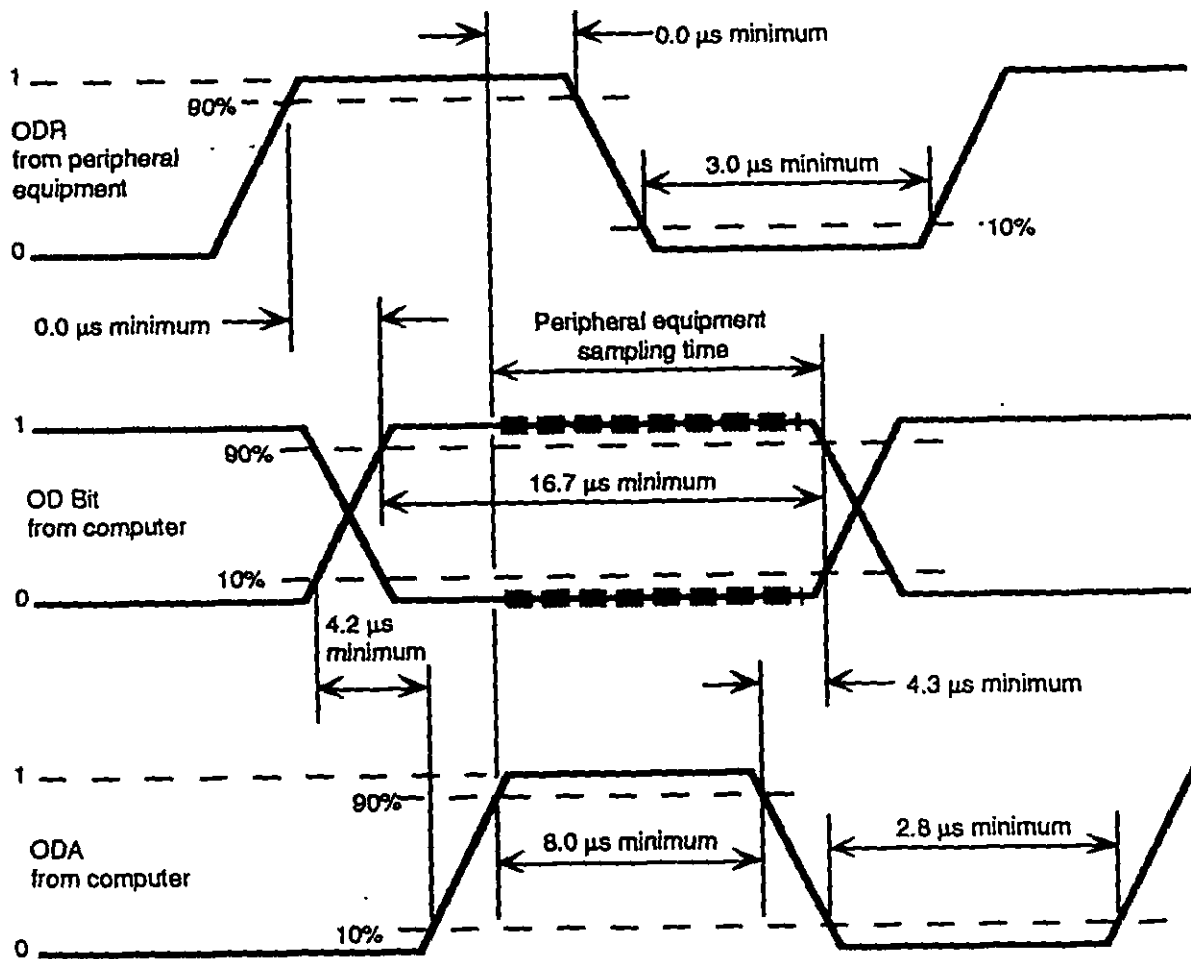 0.0 µs minimum
1
90%
ODR
from peripheral
equipment
3.0 µs minimum
10%
0
0.0 µs minimum
Peripheral equipment
sampling time
1
90%
16.7 µs minimum
OD Bit
from computer
10%
0
4.2 µs
minimum
4.3 µs minimum
1
90%
8.0 µs minimum
2.8 µs minimum
ODA
from computer
10%
0